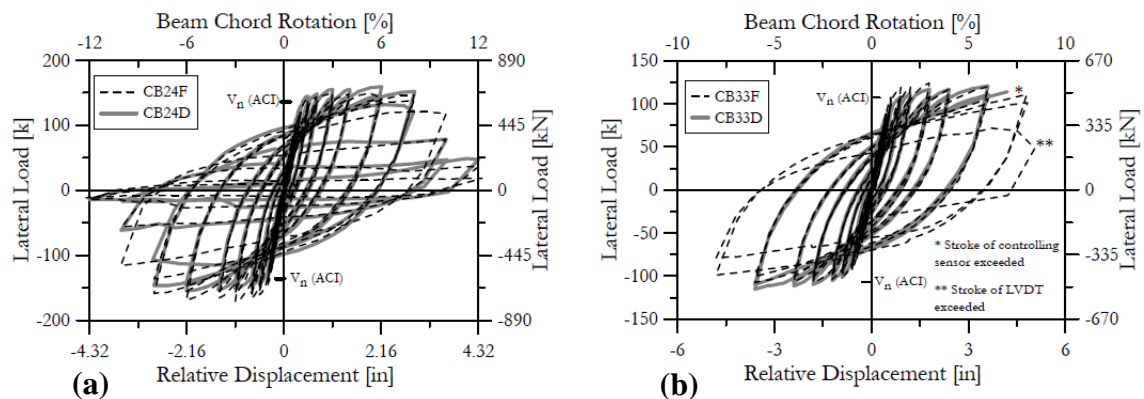 Beam Chord Rotation [%]
-12 -6 0 6 12
200 890
CB24F
CB24D
Vn (ACI)
100 445
Lateral Load [k]
Lateral Load [kN]
0 0
-100 -445
Vn (ACI)
-200 -890
-4.32 -2.16 0 2.16 4.32
(a) Relative Displacement [in]
Beam Chord Rotation [%]
-10 -5 0 5 10
150 670
CB33F
CB33D
Vn (ACI)
*
100
50 335
**
Lateral Load [k]
Lateral Load [kN]
0 0
-50 -335
* Stroke of controlling
sensor exceeded
-100
Vn (ACI)
** Stroke of LVDT
exceeded
-150 -670
-6 -3 0 3 6
(b) Relative Displacement [in]